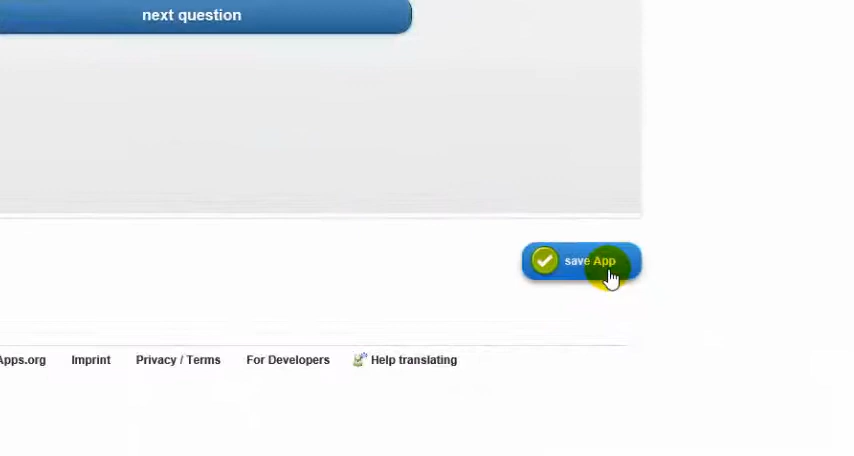 next question
save App
Apps.org Imprint Privacy / Terms For Developers Help translating